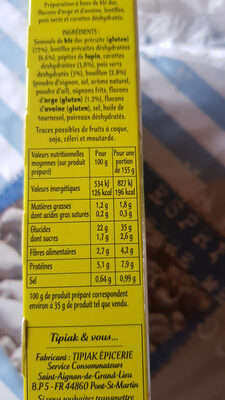 Préparation à base de blé dur,
flocons d'orge et d'avoine, lentilles,
pois verts et carottes déshydratés.
INGRÉDIENTS :
Semoule de blé dur précuite (gluten)
(77%), lentilles précuites déshydratées
(6,6%), pépites de lupin, carottes
déshydratées (3,8%), pois verts
déshydratés (3%), bouillon (2,8%)
(poudre d'oignon, sel, arôme naturel,
poudre d'ail), oignons frits, flocons
d'orge (gluten) (1,2%), flocons
d'avoine (gluten), sel, huile de
tournesol, poireaux déshydratés.
Traces possibles de fruits à coque,
soja, céleri et moutarde.
Valeurs nutritionnelles moyennes (sur produit préparé) Pour 100 g Pour une portion de 155 g
Valeurs énergétiques 534 kJ 126 kcal 827 kJ 196 kcal
Matières grasses 1,2 g 1,8 g
dont acides gras saturés 0,2 g 0,3 g
Glucides 22 g 35 g
dont sucres 1,7 g 2,6 g
Fibres alimentaires 2,7 g 4,2 g
Protéines 5,1 g 7,9 g
Sel 0,64 g 0,99 g
100 g de produit préparé correspondent
environ à 35 g de produit tel que vendu.
Tipiak & vous...
Fabricant : TIPIAK ÉPICERIE
Service Consommateurs
Saint-Aignan-de-Grand-Lieu
B.P 5 - FR 44860 Pont-St-Martin
Si vous souhaitez transmettre